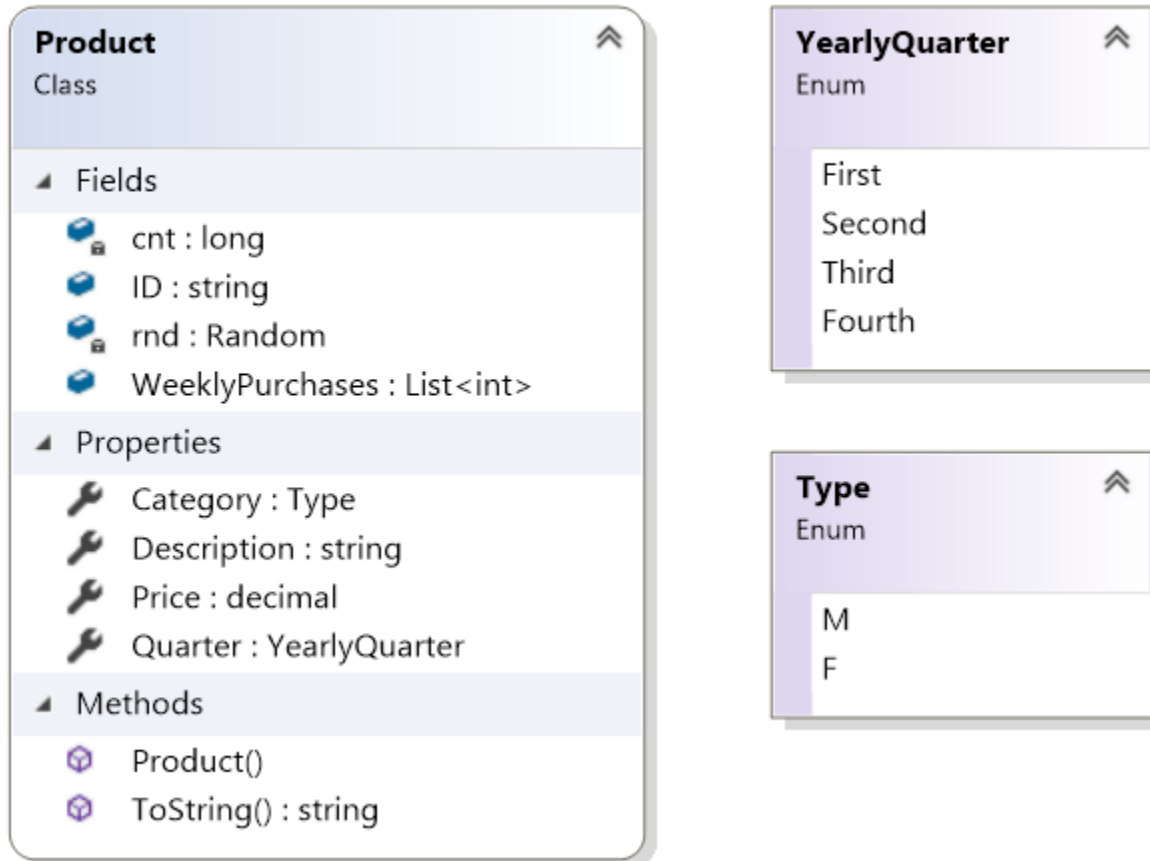 Product
Class
Fields
cnt : long
ID : string
rnd : Random
WeeklyPurchases : List<int>
Properties
Category : Type
Description : string
Price : decimal
Quarter : YearlyQuarter
Methods
Product()
ToString() : string
YearlyQuarter
Enum
First
Second
Third
Fourth
Type
Enum
M
F